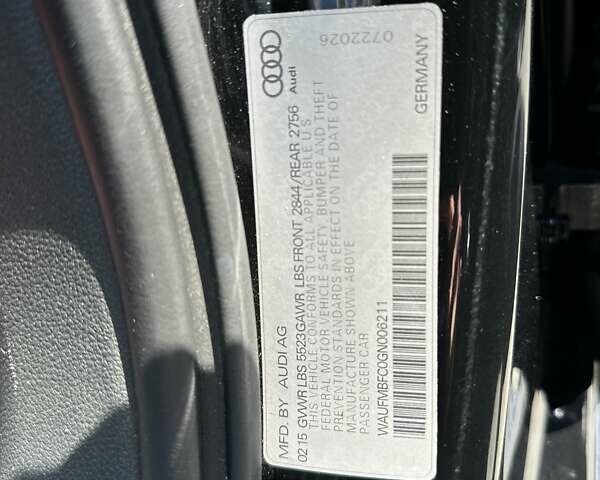 MFD. BY AUDI AG
Audi
02 15 GVWR LBS 5523 GAWR LBS FRONT 2844/REAR 2756
THIS VEHICLE CONFORMS TO ALL APPLICABLE U S
FEDERAL MOTOR VEHICLE SAFETY BUMPER AND THEFT
PREVENTION STANDARDS IN EFFECT ON THE DATE OF
MANUFACTURE, SHOWN ABOVE
PASSENGER CAR
0722026
WAUFMBFC0GN006211
GERMANY